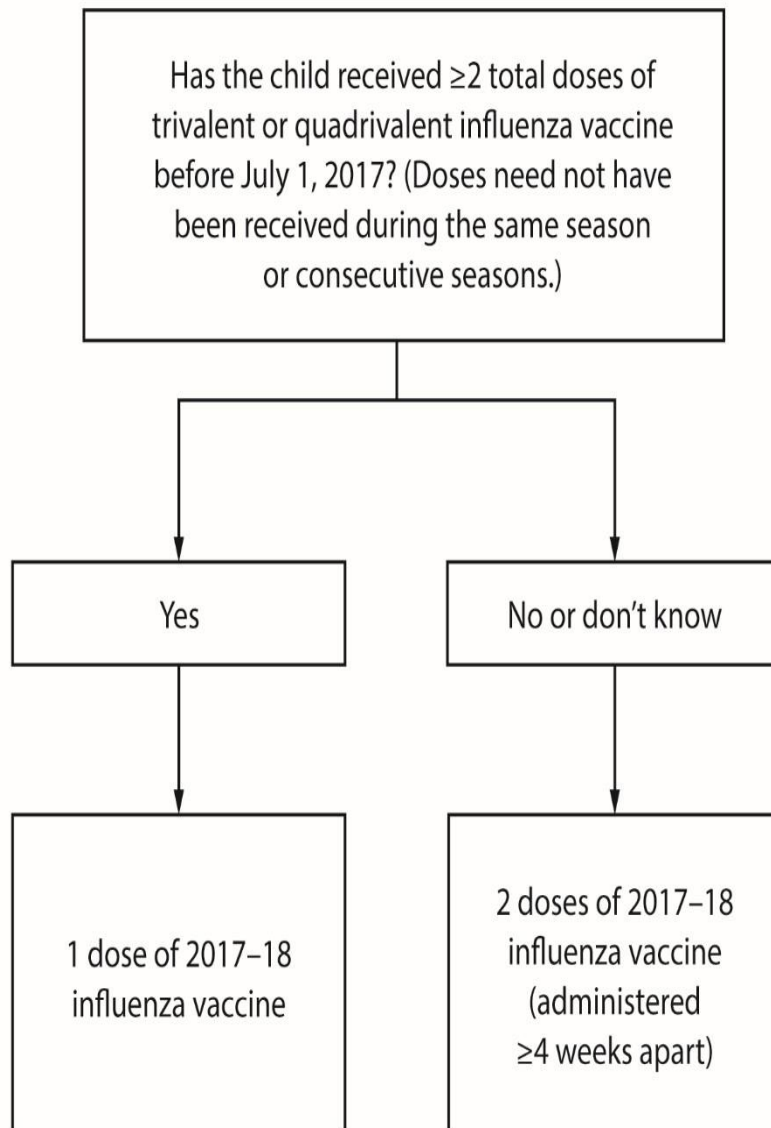 Has the child received ≥2 total doses of
trivalent or quadrivalent influenza vaccine
before July 1, 2017? (Doses need not have
been received during the same season
or consecutive seasons.)
Yes
No or don’t know
1 dose of 2017–18
influenza vaccine
2 doses of 2017–18
influenza vaccine
(administered
≥4 weeks apart)